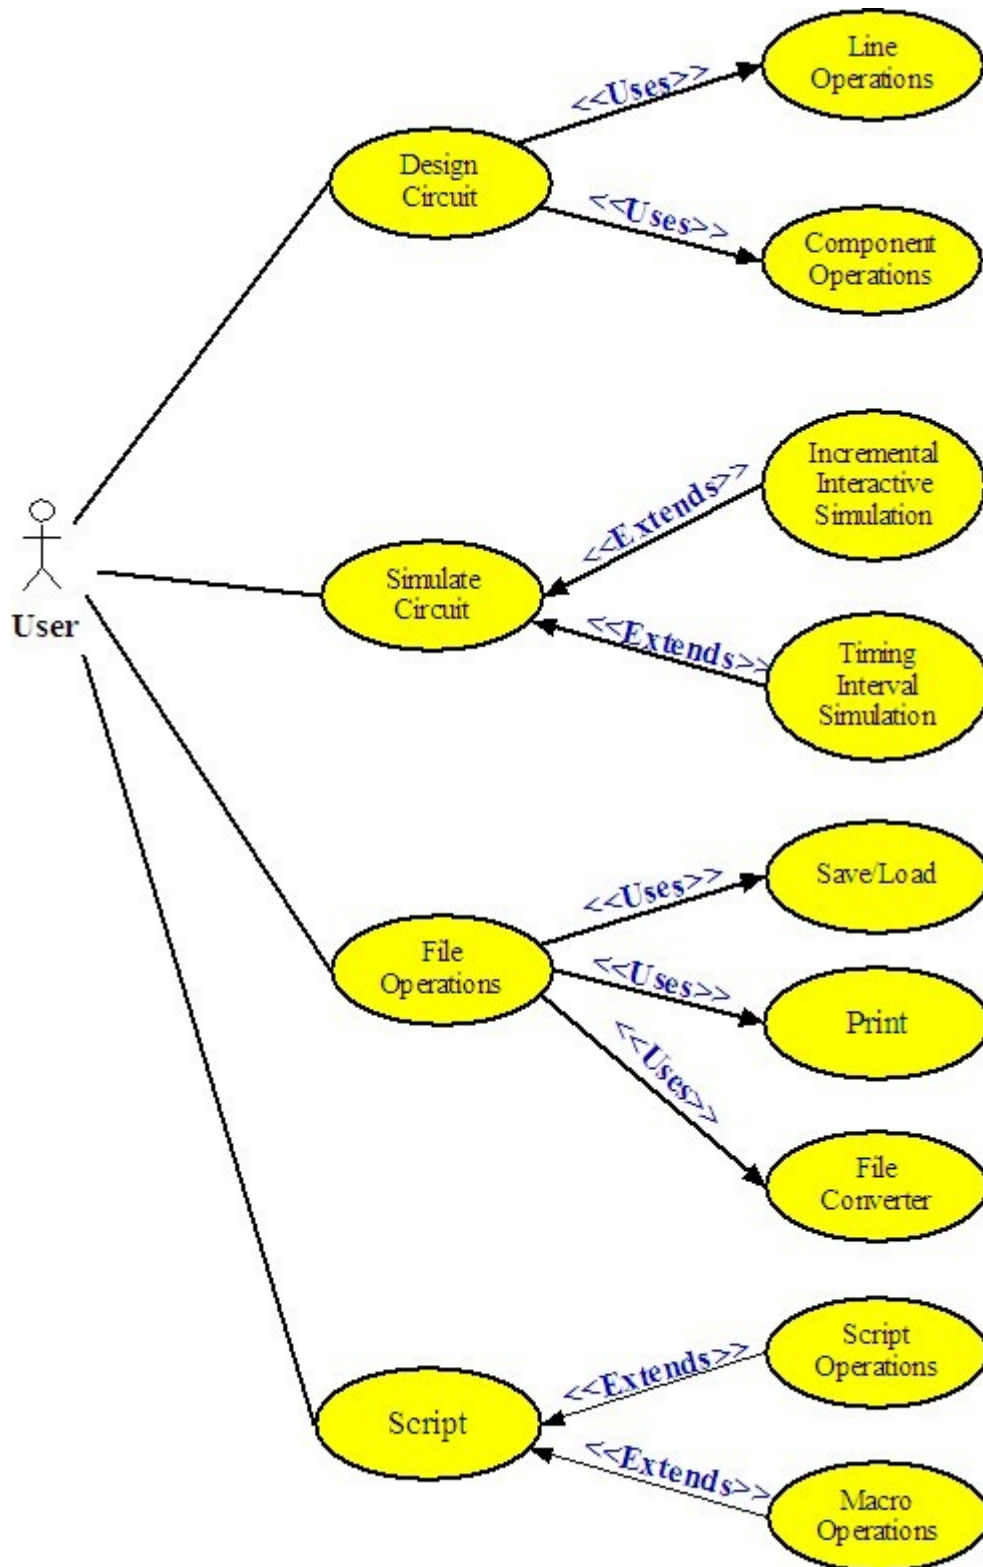 Line
Operations
<<Uses>>
Design
Circuit
<<Uses>>
Component
Operations
Incremental
Interactive
Simulation
<<Extends>>
User
Simulate
Circuit
<<Extends>>
Timing
Interval
Simulation
Save/Load
<<Uses>>
File
Operations
<<Uses>>
Print
<<Uses>>
File
Converter
Script
Operations
<<Extends>>
Script
<<Extends>>
Macro
Operations